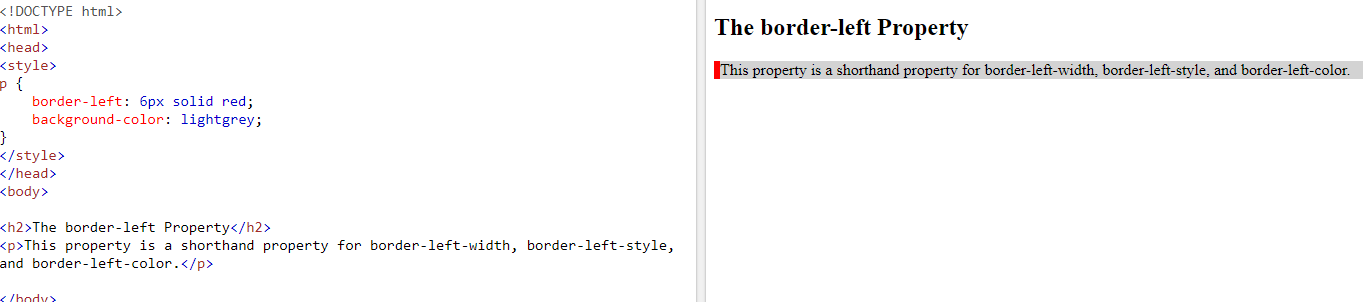 <!DOCTYPE html>
<html>
<head>
<style>
p {
    border-left: 6px solid red;
    background-color: lightgrey;
}
</style>
</head>
<body>
<h2>The border-left Property</h2>
<p>This property is a shorthand property for border-left-width, border-left-style,
and border-left-color.</p>
</body>
The border-left Property
This property is a shorthand property for border-left-width, border-left-style, and border-left-color.